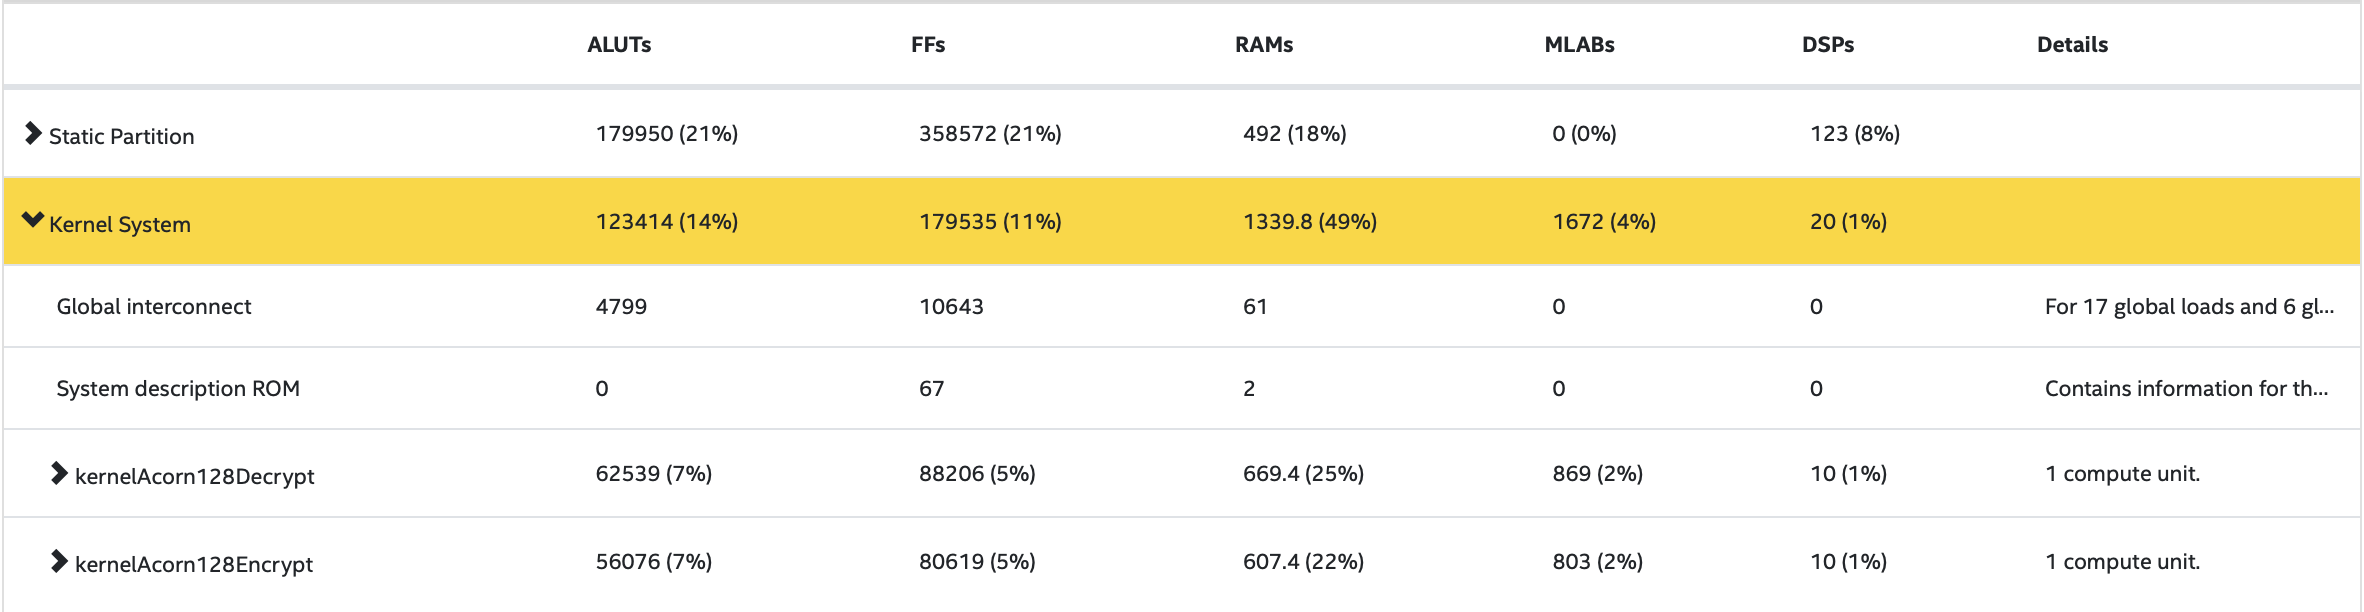 ALUTs FFs RAMs MLABs DSPs Details
Static Partition 179950 (21%) 358572 (21%) 492 (18%) 0 (0%) 123 (8%)
Kernel System 123414 (14%) 179535 (11%) 1339.8 (49%) 1672 (4%) 20 (1%)
Global interconnect 4799 10643 61 0 0 For 17 global loads and 6 gl...
System description ROM 0 67 2 0 0 Contains information for th...
kernelAcorn128Decrypt 62539 (7%) 88206 (5%) 669.4 (25%) 869 (2%) 10 (1%) 1 compute unit.
kernelAcorn128Encrypt 56076 (7%) 80619 (5%) 607.4 (22%) 803 (2%) 10 (1%) 1 compute unit.